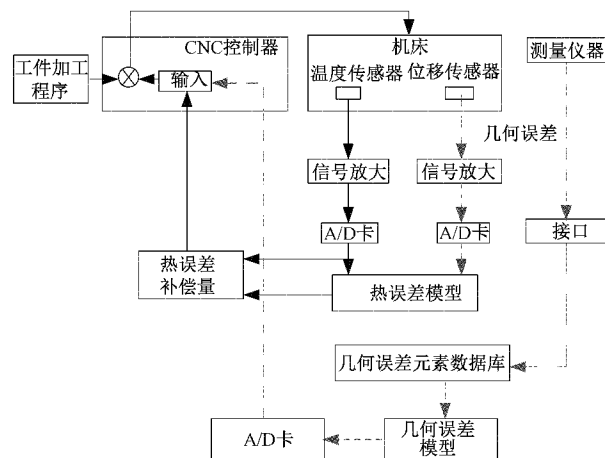 CNC控制器
机床
测量仪器
工件加工
程序
输入
温度传感器
位移传感器
几何误差
信号放大
信号放大
A/D卡
A/D卡
接口
热误差
补偿量
热误差模型
几何误差元素数据库
A/D卡
几何误差
模型